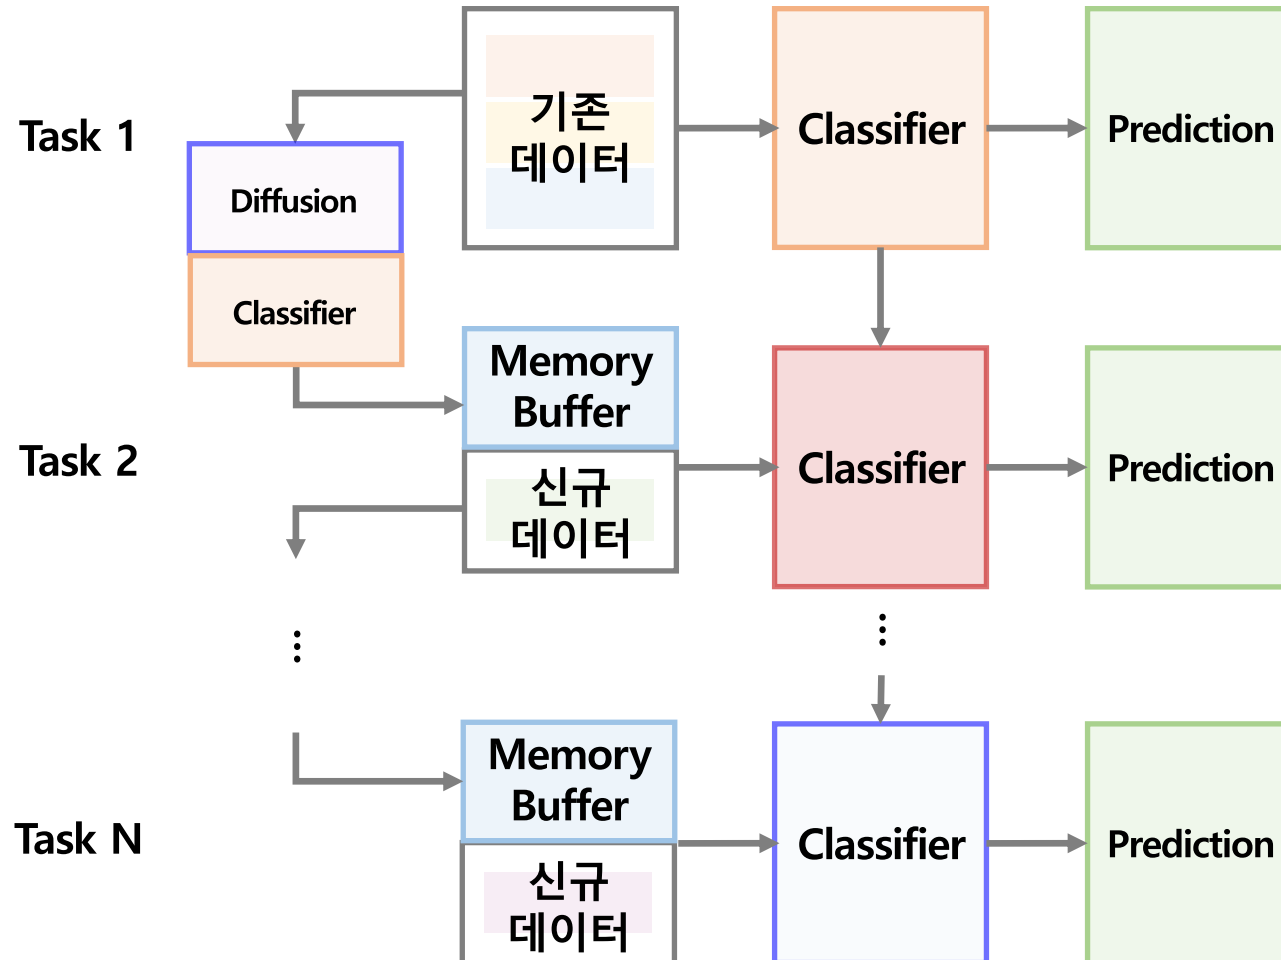 Task 1
Diffusion
Classifier
기존
데이터
Classifier
Prediction
Task 2
Memory
Buffer
신규
데이터
Classifier
Prediction
⋮
⋮
Task N
Memory
Buffer
신규
데이터
Classifier
Prediction